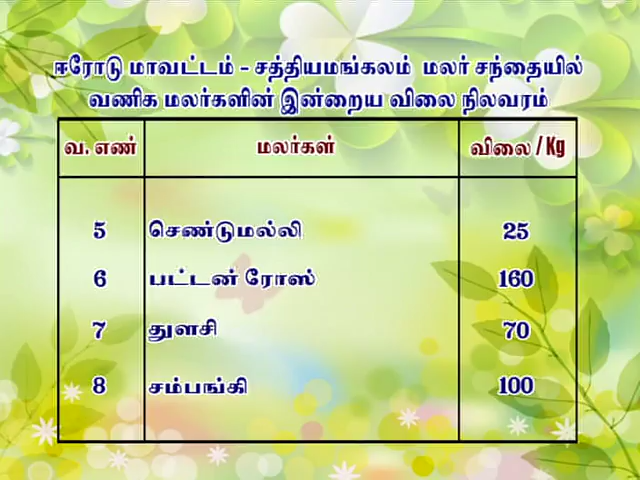 ஈரோடு மாவட்டம் - சத்தியமங்கலம் மலர் சந்தையில்
வணிக மலர்களின் இன்றைய விலை நிலவரம்
வ. எண் மலர்கள் விலை / Kg
5 செண்டுமல்லி 25
6 பட்டன் ரோஸ் 160
7 துளசி 70
8 சம்பங்கி 100